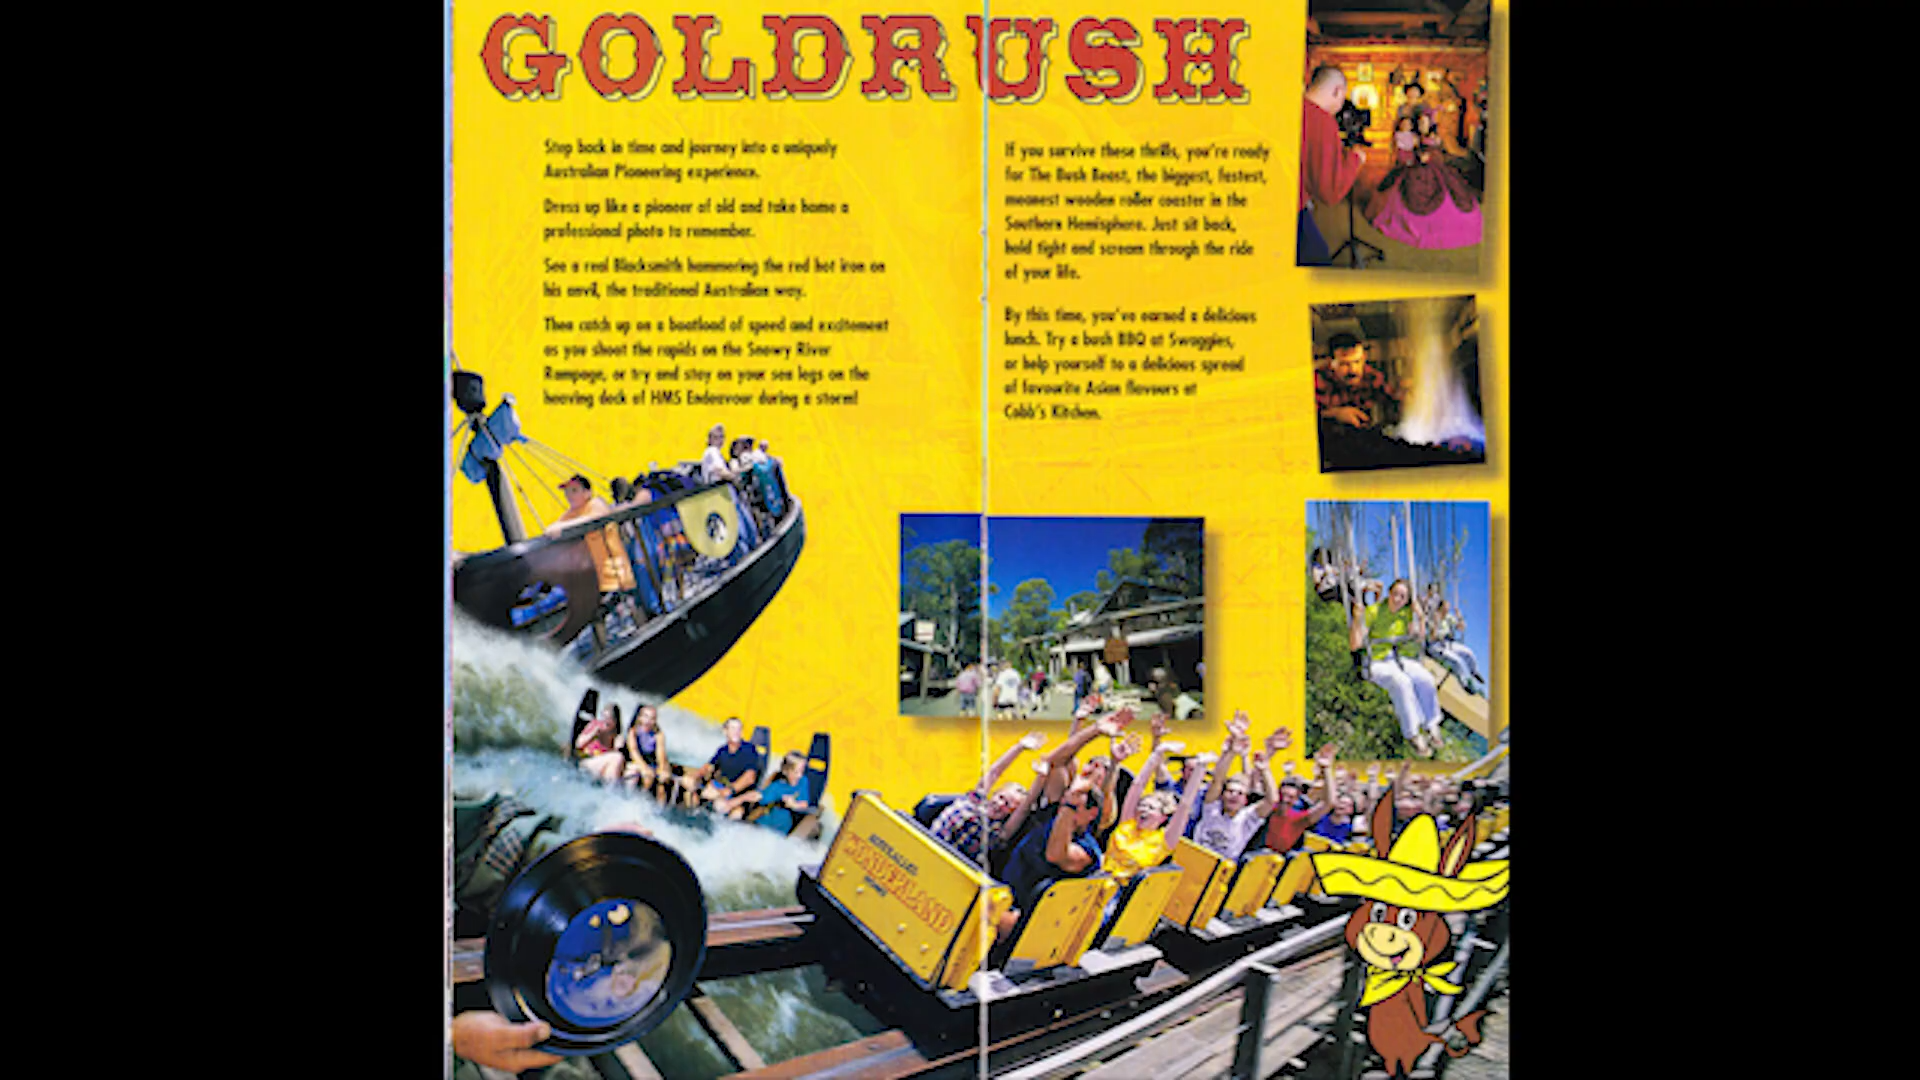 GOLDRUSH
Step back in time and journey into a uniquely
Australian Pioneering experience.
Dress up like a pioneer of old and take home a
professional photo to remember.
See a real Blacksmith hammering the red hot iron on
his anvil, the traditional Australian way.
Then catch up on a boatload of speed and excitement
as you shoot the rapids on the Snowy River
Rampage, or try and stay on your sea legs on the
heaving deck of HMS Endeavour during a storm!
If you survive these thrills, you're ready
for The Bush Beast, the biggest, fastest,
meanest wooden roller coaster in the
Southern Hemisphere. Just sit back,
hold tight and scream through the ride
of your life.
By this time, you've earned a delicious
lunch. Try a bush BBQ at Swaggies,
or help yourself to a delicious spread
of favourite Asian flavours at
Cobb's Kitchen.
AUSTRALIA'S
WONDERLAND